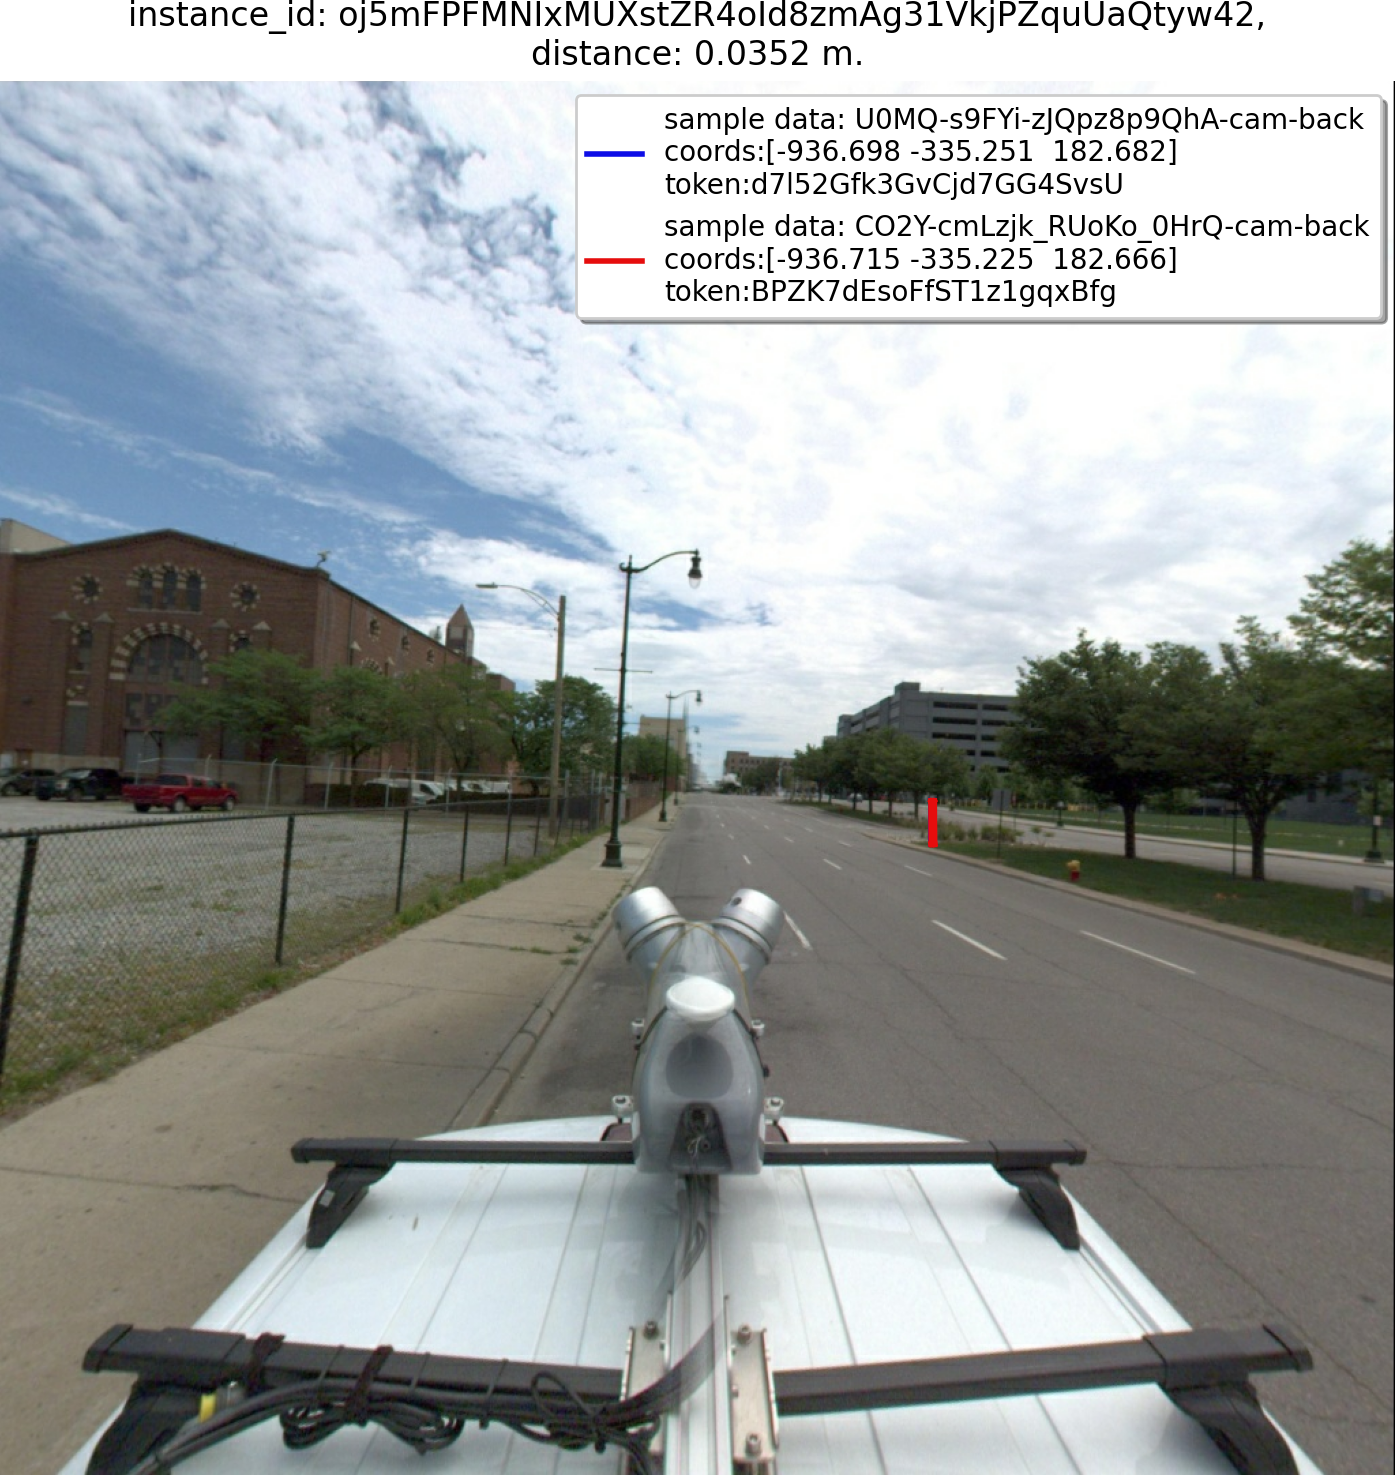 instance_id: oj5mFPFMNIxMUXstZR4oId8zmAg31VkjPZquUaQtyw42,
distance: 0.0352 m.
sample data: U0MQ-s9FYi-zJQpz8p9QhA-cam-back
coords:[-936.698 -335.251  182.682]
token:d7l52Gfk3GvCjd7GG4SvsU
sample data: CO2Y-cmLzjk_RUoKo_0HrQ-cam-back
coords:[-936.715 -335.225  182.666]
token:BPZK7dEsoFfST1z1gqxBfg